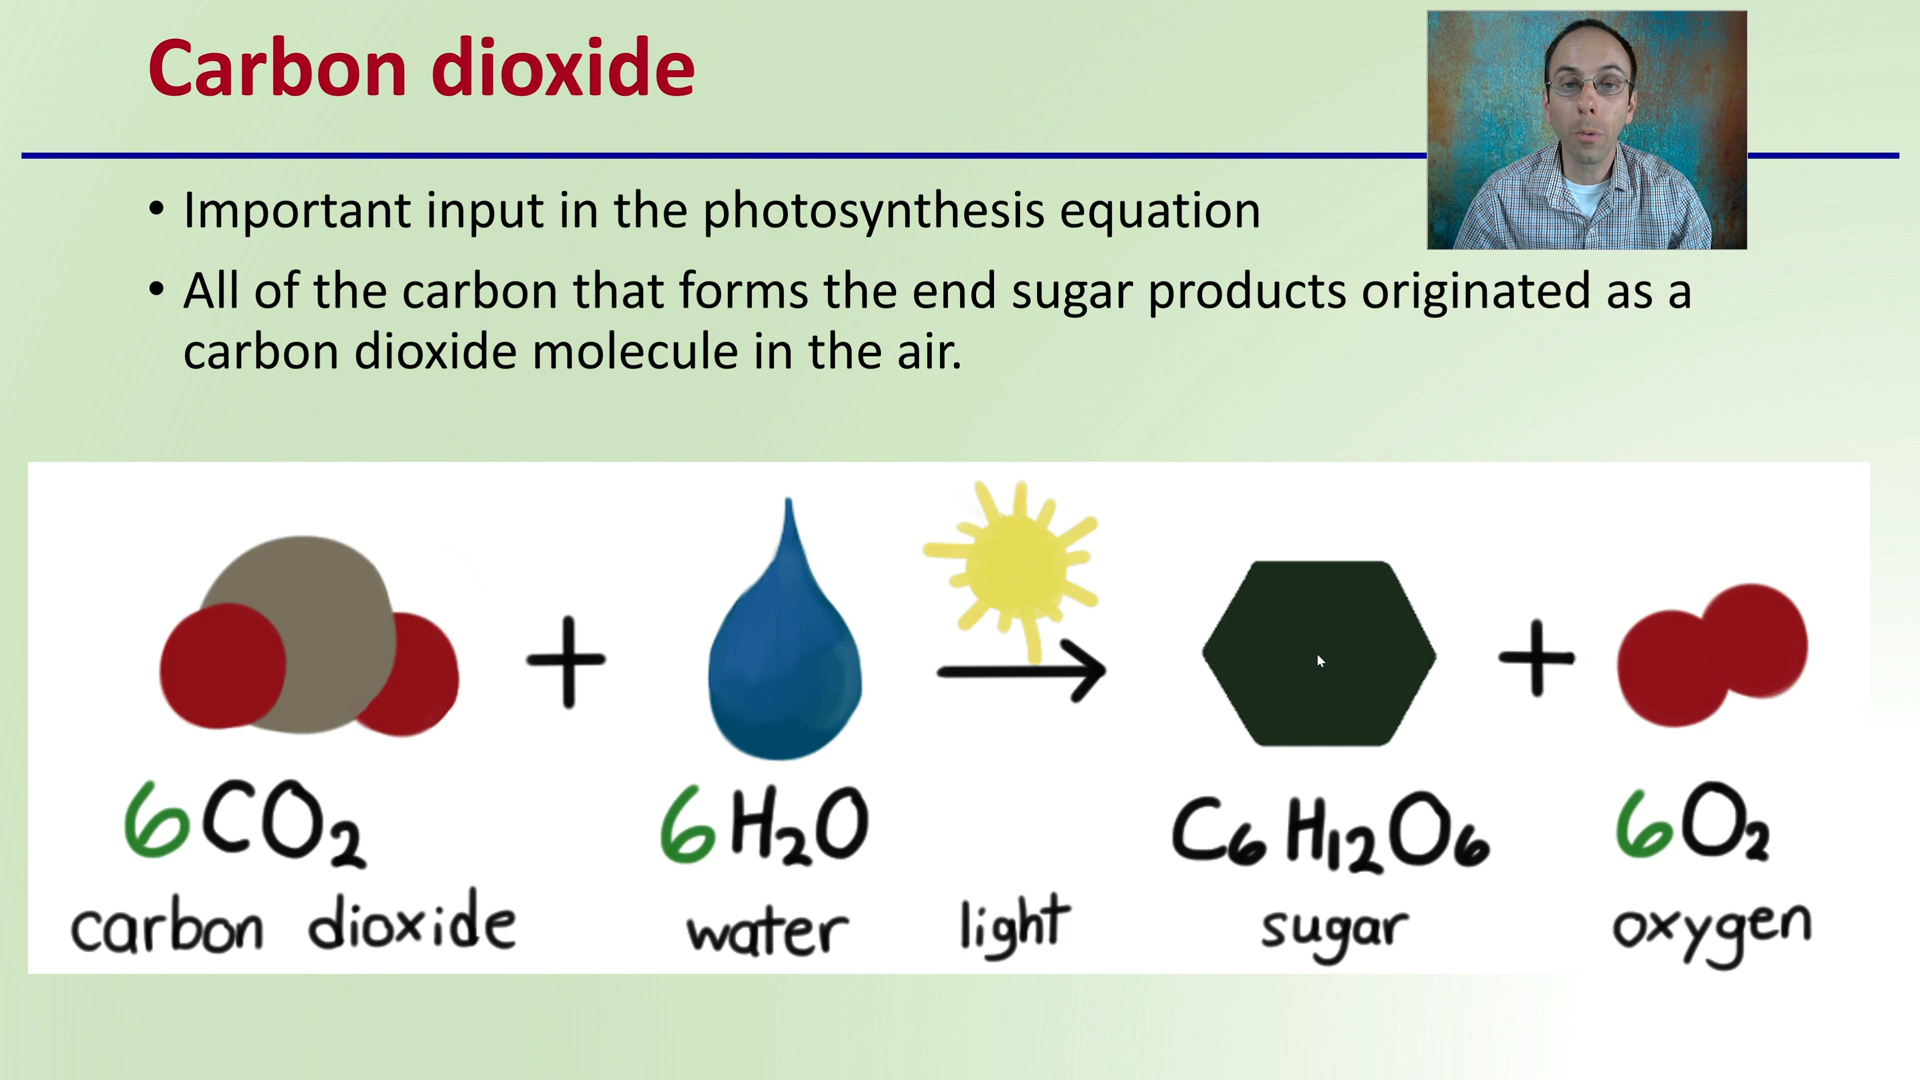 Carbon dioxide
• Important input in the photosynthesis equation
• All of the carbon that forms the end sugar products originated as a
carbon dioxide molecule in the air.
+ → +
6CO₂ 6H₂O C₆H₁₂O₆ 6O₂
carbon dioxide water light sugar oxygen